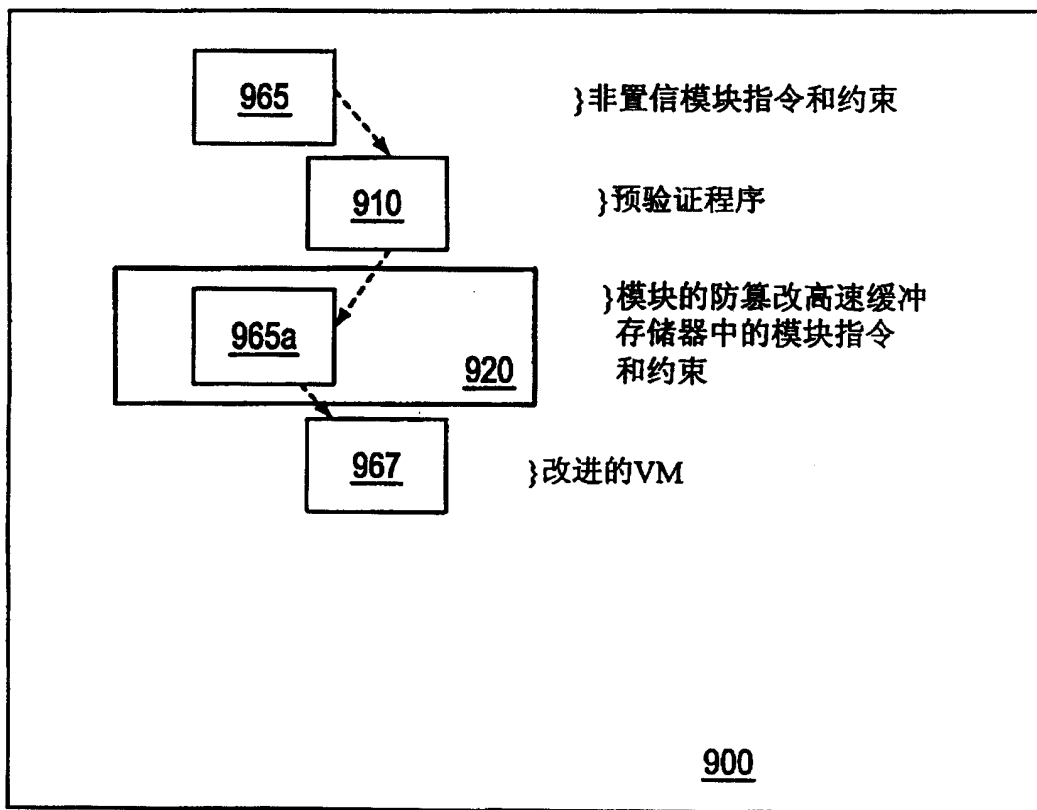 965
}非置信模块指令和约束
910
}预验证程序
965a
920
}模块的防篡改高速缓冲
存储器中的模块指令
和约束
967
}改进的VM
900